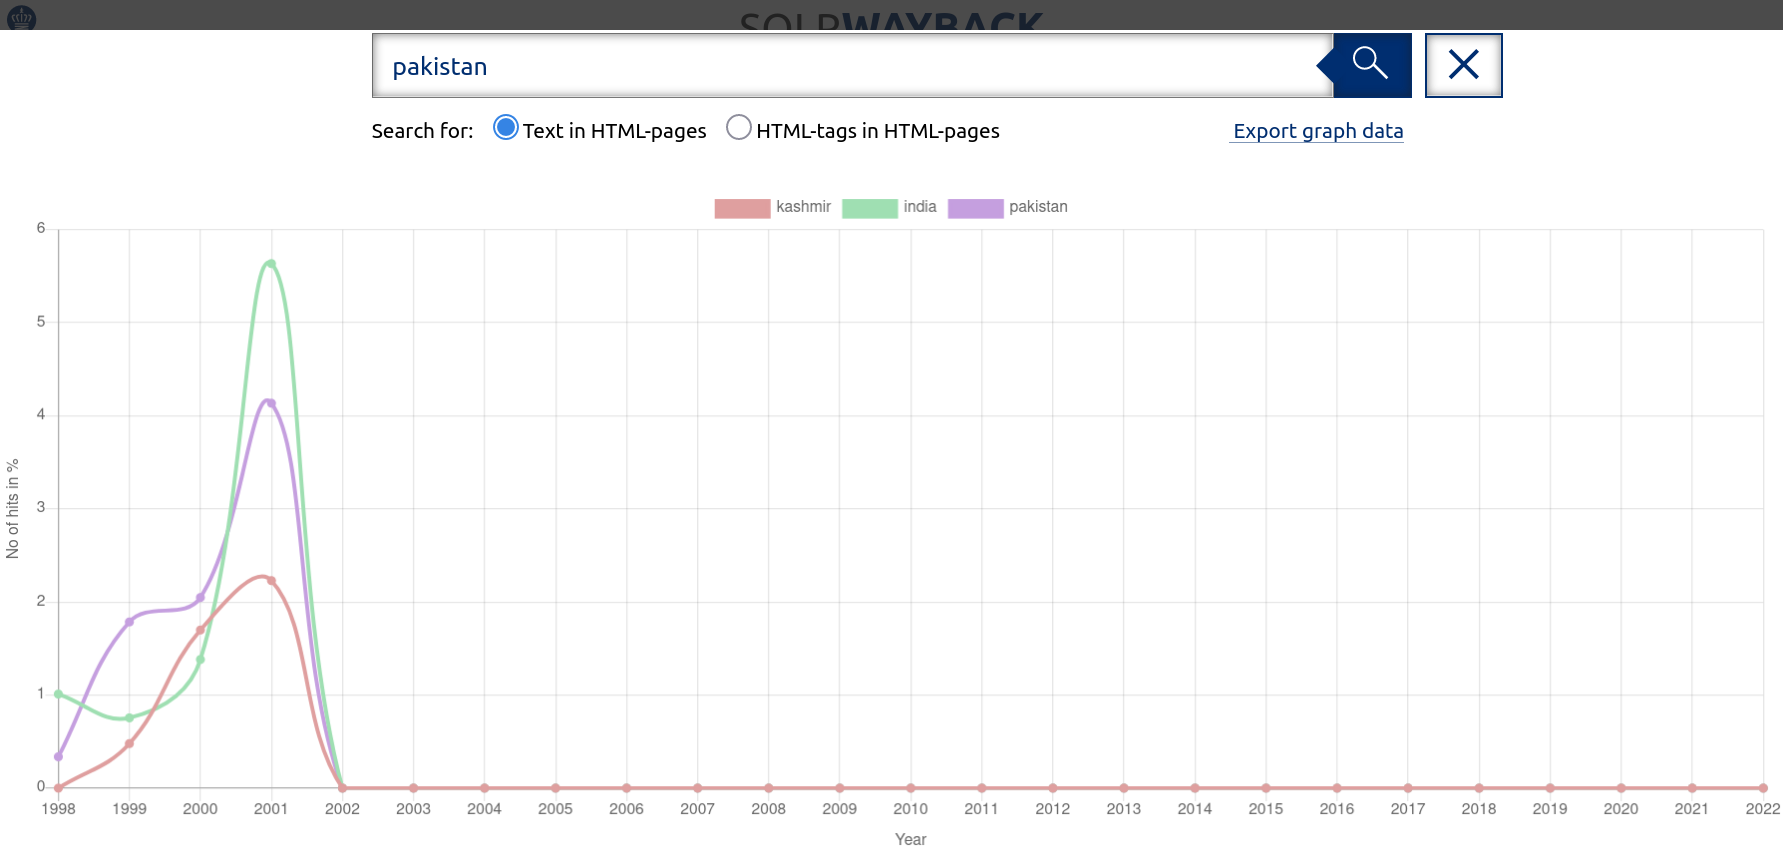 SOLRWAYBACK
pakistan
Search for: Text in HTML-pages HTML-tags in HTML-pages Export graph data
kashmir india pakistan
6
5
4
3
2
1
0
No of hits in %
1998 1999 2000 2001 2002 2003 2004 2005 2006 2007 2008 2009 2010 2011 2012 2013 2014 2015 2016 2017 2018 2019 2020 2021 2022
Year